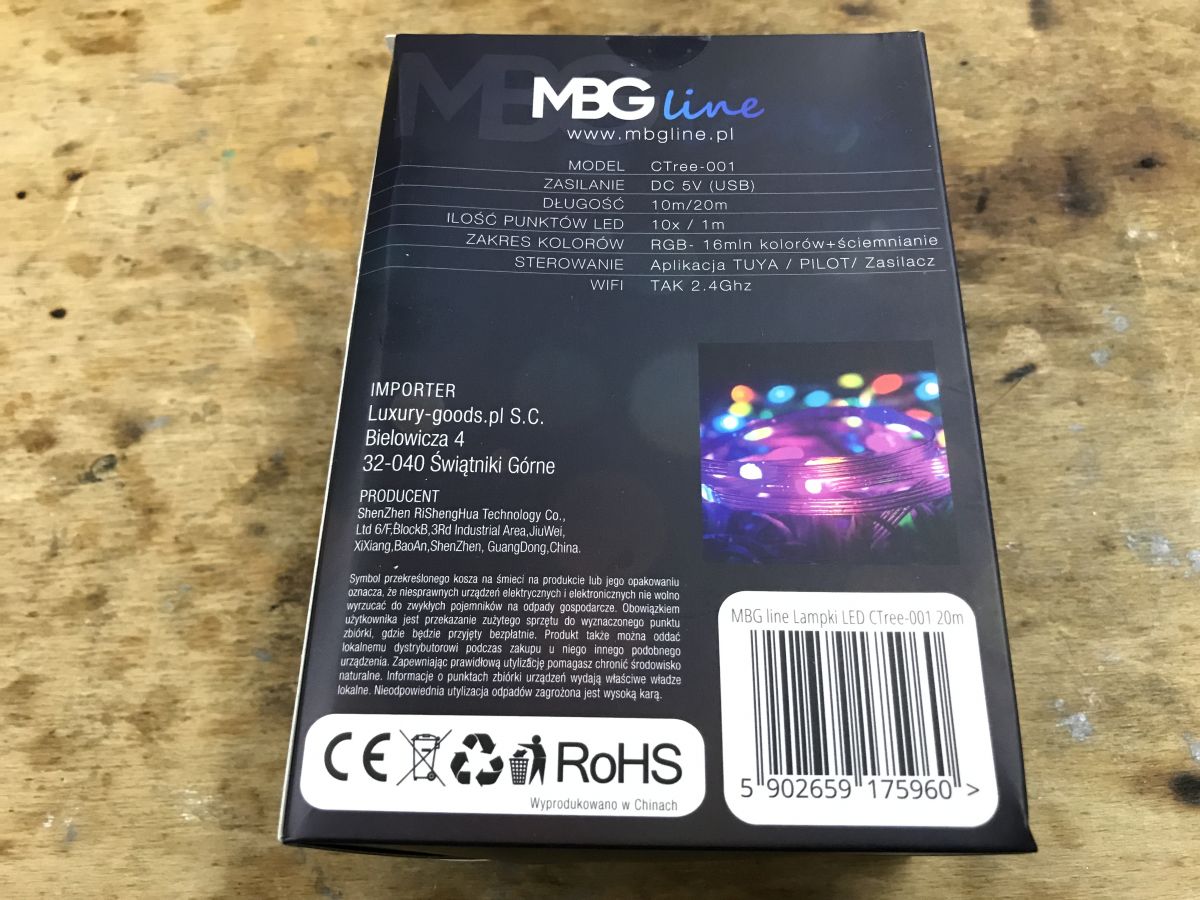 MBG line
www.mbgline.pl
MODEL CTree-001
ZASILANIE DC 5V (USB)
DŁUGOŚĆ 10m/20m
ILOŚĆ PUNKTÓW LED 10x / 1m
ZAKRES KOLORÓW RGB- 16mln kolorów+ściemnianie
STEROWANIE Aplikacja TUYA / PILOT/ Zasilacz
WIFI TAK 2.4Ghz
IMPORTER
Luxury-goods.pl S.C.
Bielowicza 4
32-040 Świątniki Górne
PRODUCENT
ShenZhen RiShengHua Technology Co.,
Ltd 6/F,BlockB,3Rd Industrial Area,JiuWei,
XiXiang,BaoAn,ShenZhen, GuangDong,China.
Symbol przekreślonego kosza na śmieci na produkcie lub jego opakowaniu
oznacza, że niesprawnych urządzeń elektrycznych i elektronicznych nie wolno
wyrzucać do zwykłych pojemników na odpady gospodarcze. Obowiązkiem
użytkownika jest przekazanie zużytego sprzętu do wyznaczonego punktu
zbiórki, gdzie będzie przyjęty bezpłatnie. Produkt także można oddać
lokalnemu dystrybutorowi podczas zakupu u niego innego podobnego
urządzenia. Zapewniając prawidłową utylizację pomagasz chronić środowisko
naturalne. Informacje o punktach zbiórki urządzeń wydają właściwe władze
lokalne. Nieodpowiednia utylizacja odpadów zagrożona jest wysoką karą.
CE RoHS
Wyprodukowano w Chinach
MBG line Lampki LED CTree-001 20m
5 902659 175960 >